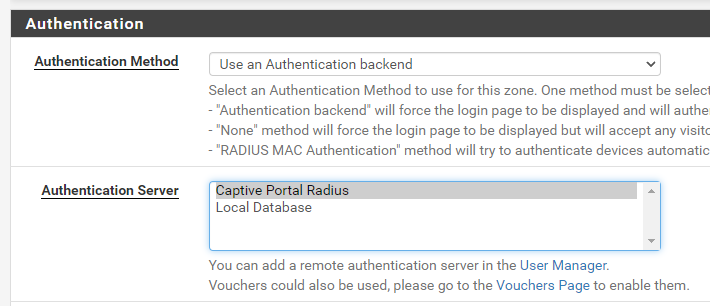 Authentication
Authentication Method
Use an Authentication backend
Select an Authentication Method to use for this zone. One method must be select
- "Authentication backend" will force the login page to be displayed and will authe
- "None" method will force the login page to be displayed but will accept any visito
- "RADIUS MAC Authentication" method will try to authenticate devices automatic
Authentication Server
Captive Portal Radius
Local Database
You can add a remote authentication server in the User Manager.
Vouchers could also be used, please go to the Vouchers Page to enable them.